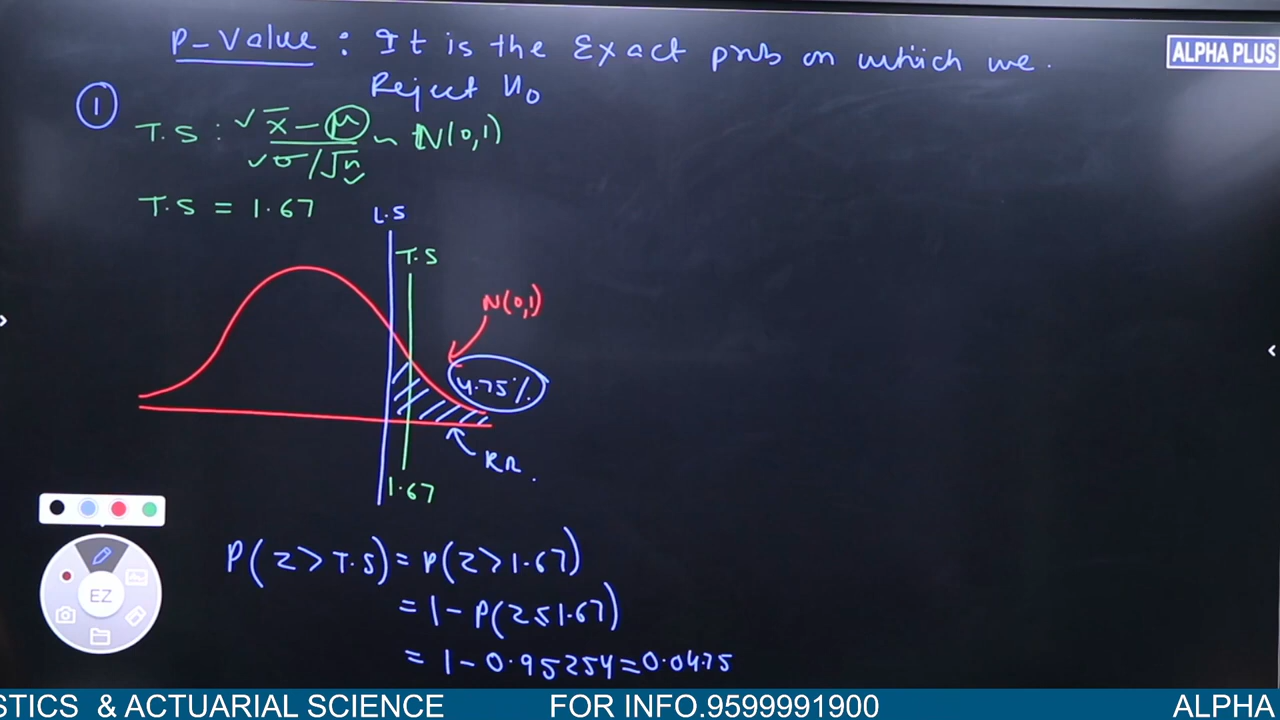 P-Value : It is the Exact prob on which we.
ALPHA PLUS
Reject H₀
①
T.S : √ x̄ - μ / √ σ/√n ~ N(0,1)
T.S = 1.67
L.S
T.S
N(0,1)
4.75%.
RR.
1.67
P(Z > T.S) = P(Z > 1.67)
= 1 - P(Z ≤ 1.67)
EZ
= 1 - 0.95254 = 0.0475
STICS & ACTUARIAL SCIENCE FOR INFO.9599991900 ALPHA